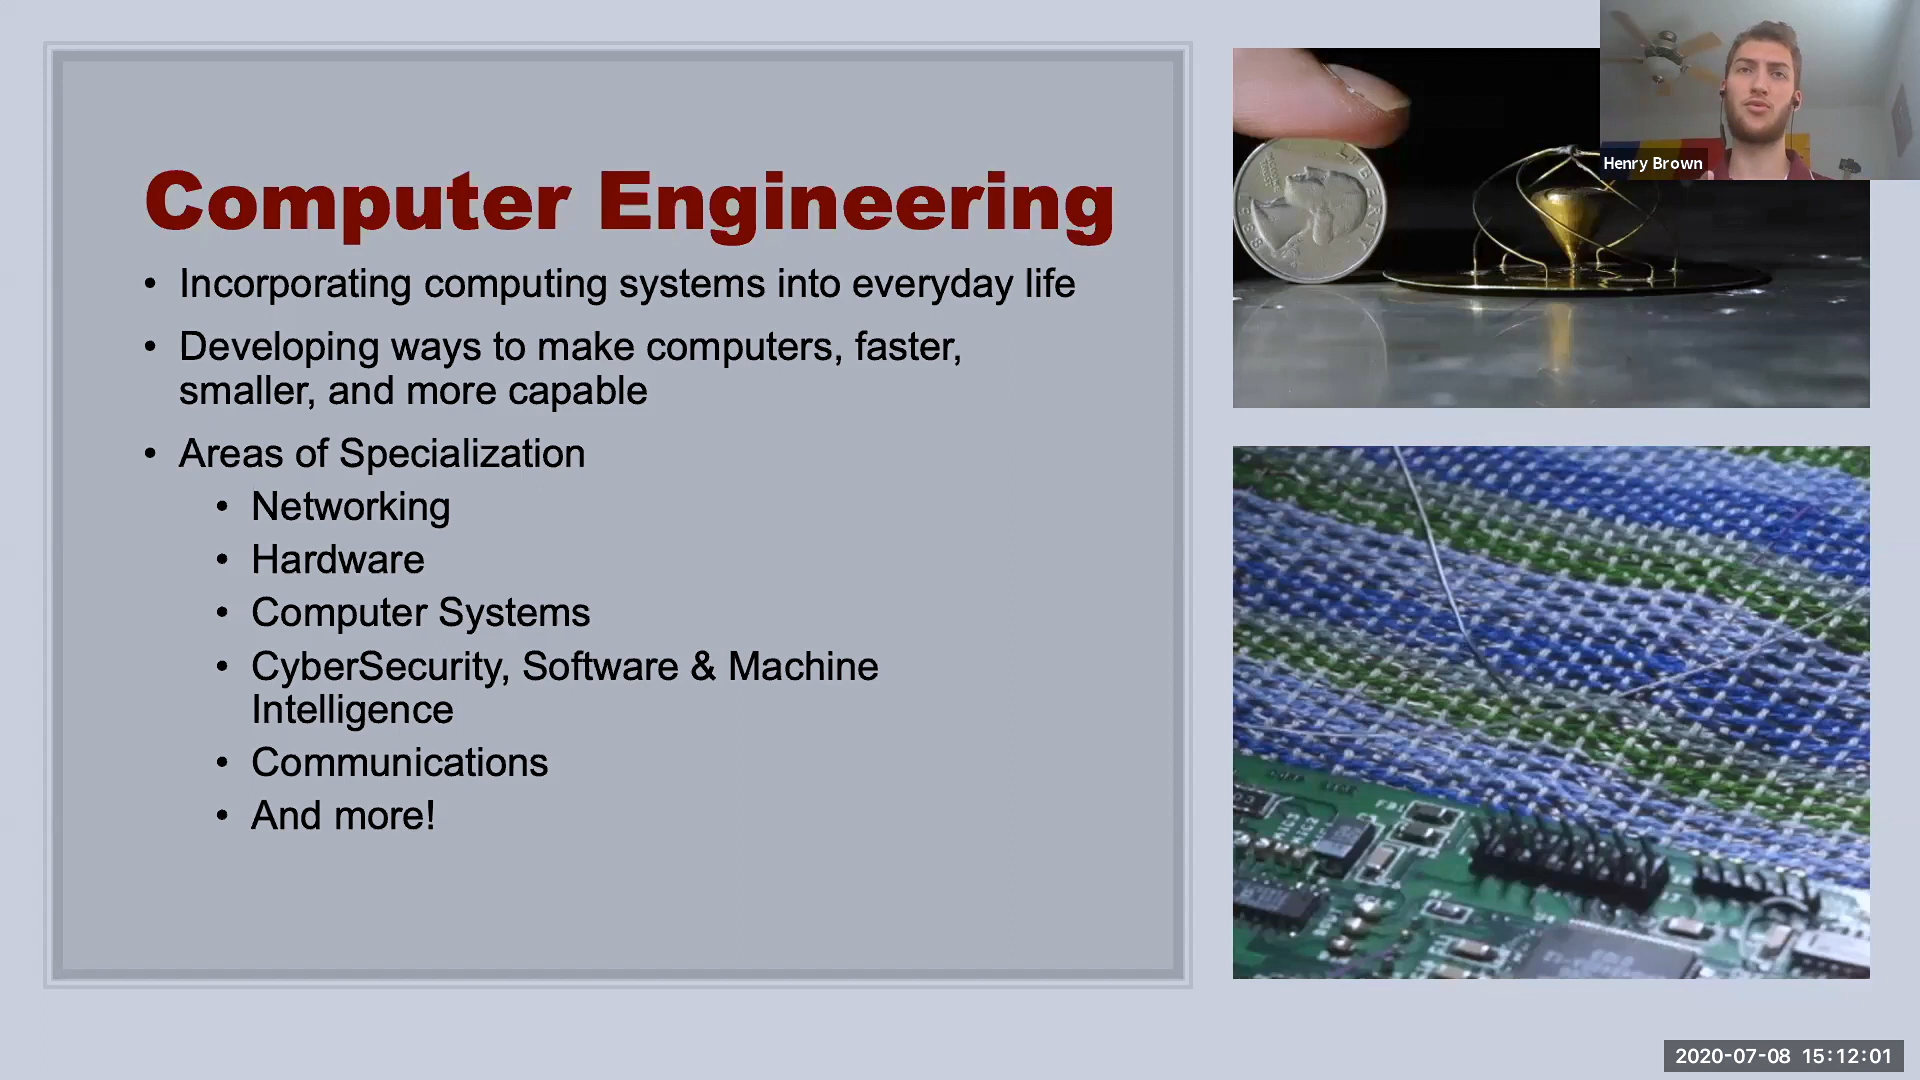 Computer Engineering
• Incorporating computing systems into everyday life
• Developing ways to make computers, faster,
smaller, and more capable
• Areas of Specialization
• Networking
• Hardware
• Computer Systems
• CyberSecurity, Software & Machine
Intelligence
• Communications
• And more!
Henry Brown
LIBERTY
2020-07-08 15:12:01